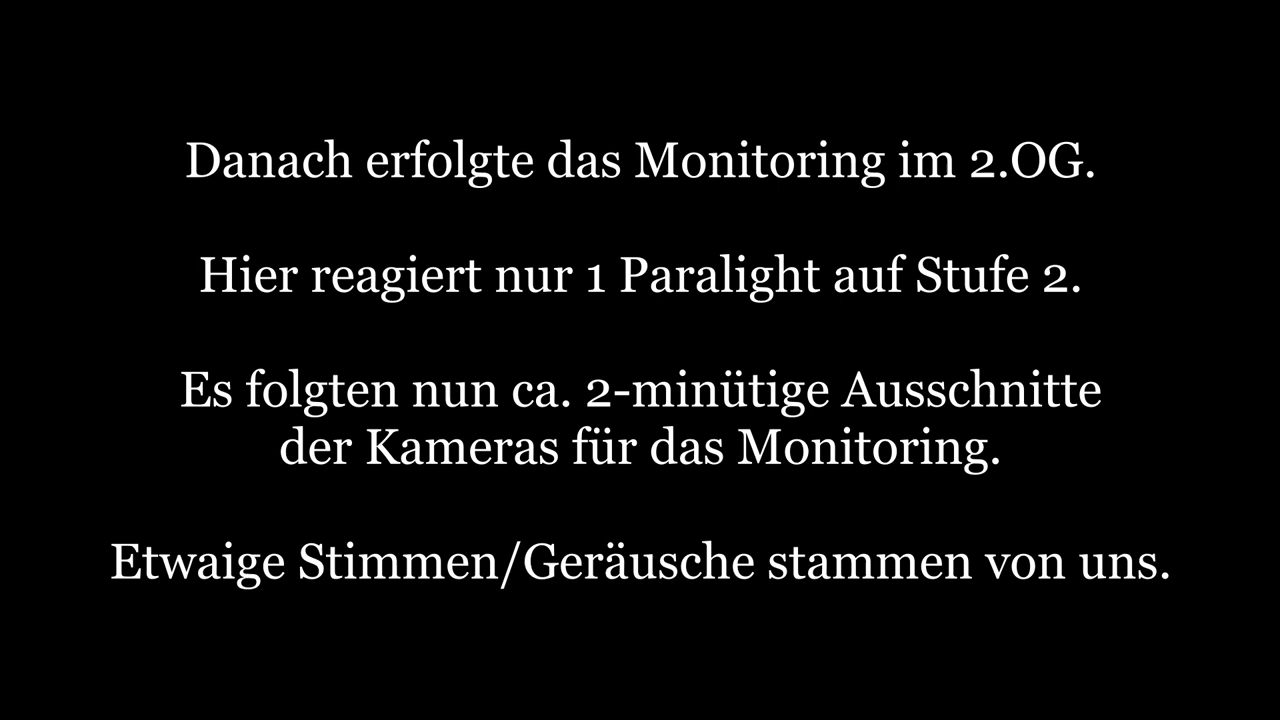 Danach erfolgte das Monitoring im 2.OG.
Hier reagiert nur 1 Paralight auf Stufe 2.
Es folgten nun ca. 2-minütige Ausschnitte
der Kameras für das Monitoring.
Etwaige Stimmen/Geräusche stammen von uns.